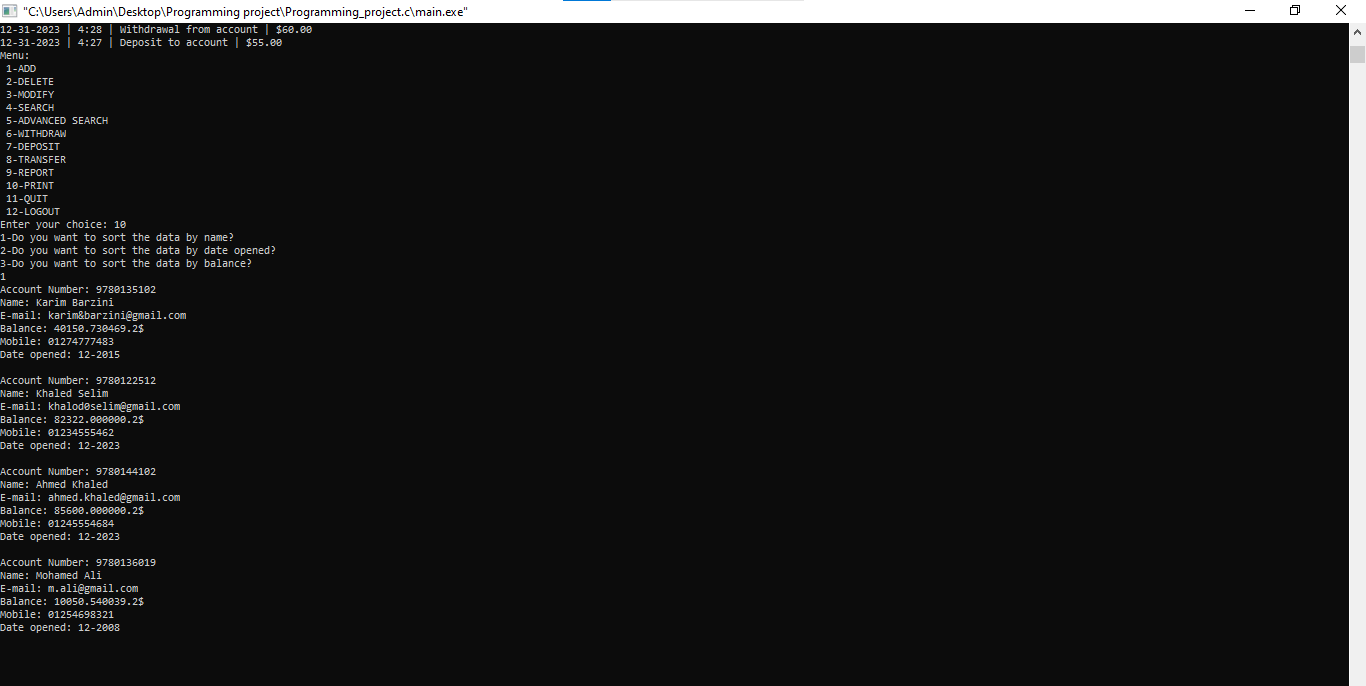 "C:\Users\Admin\Desktop\Programming project\Programming_project.c\main.exe"
12-31-2023 | 4:28 | Withdrawal from account | $60.00
12-31-2023 | 4:27 | Deposit to account | $55.00
Menu:
1-ADD
2-DELETE
3-MODIFY
4-SEARCH
5-ADVANCED SEARCH
6-WITHDRAW
7-DEPOSIT
8-TRANSFER
9-REPORT
10-PRINT
11-QUIT
12-LOGOUT
Enter your choice: 10
1-Do you want to sort the data by name?
2-Do you want to sort the data by date opened?
3-Do you want to sort the data by balance?
1
Account Number: 9780135102
Name: Karim Barzini
E-mail: karim&barzini@gmail.com
Balance: 40150.730469.2$
Mobile: 01274777483
Date opened: 12-2015
Account Number: 9780122512
Name: Khaled Selim
E-mail: khalod0selim@gmail.com
Balance: 82322.000000.2$
Mobile: 01234555462
Date opened: 12-2023
Account Number: 9780144102
Name: Ahmed Khaled
E-mail: ahmed.khaled@gmail.com
Balance: 85600.000000.2$
Mobile: 01245554684
Date opened: 12-2023
Account Number: 9780136019
Name: Mohamed Ali
E-mail: m.ali@gmail.com
Balance: 10050.540039.2$
Mobile: 01254698321
Date opened: 12-2008